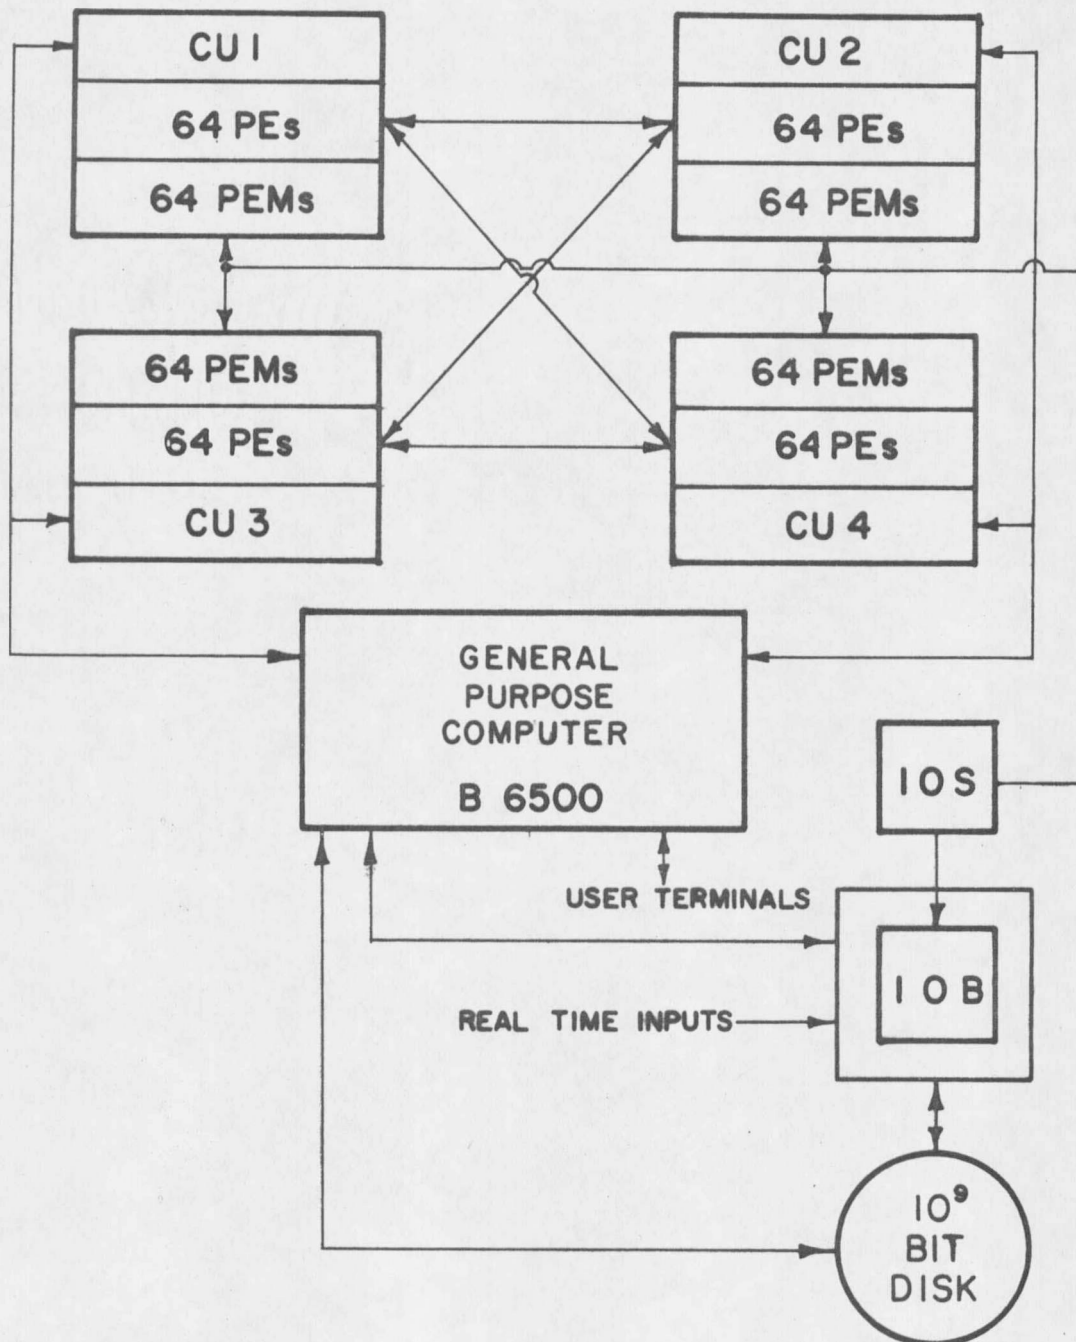 CU 1
64 PEs
64 PEMs
CU 2
64 PEs
64 PEMs
64 PEMs
64 PEs
CU 3
64 PEMs
64 PEs
CU 4
GENERAL
PURPOSE
COMPUTER
B 6500
IOS
USER TERMINALS
IOB
REAL TIME INPUTS
10⁹
BIT
DISK